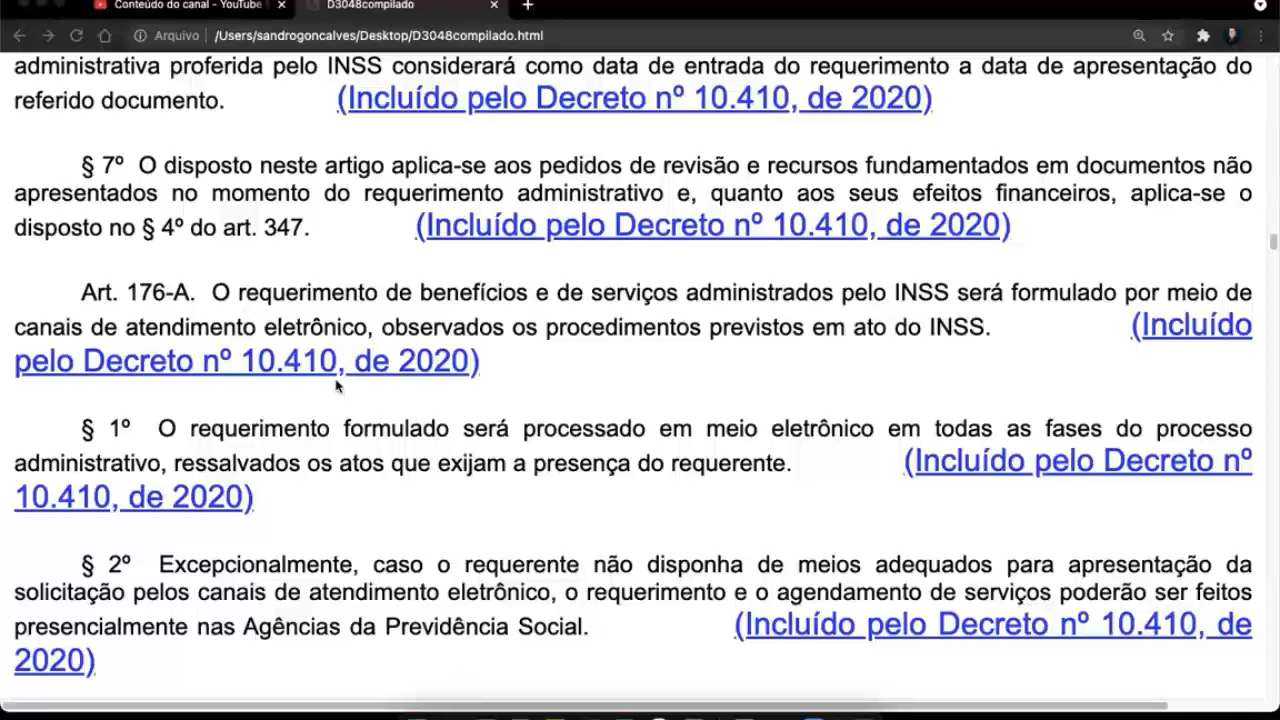 Conteúdo do canal - YouTube
D3048compilado
Arquivo | /Users/sandrogoncalves/Desktop/D3048compilado.html
administrativa proferida pelo INSS considerará como data de entrada do requerimento a data de apresentação do
referido documento. (Incluído pelo Decreto nº 10.410, de 2020)
§ 7º O disposto neste artigo aplica-se aos pedidos de revisão e recursos fundamentados em documentos não
apresentados no momento do requerimento administrativo e, quanto aos seus efeitos financeiros, aplica-se o
disposto no § 4º do art. 347. (Incluído pelo Decreto nº 10.410, de 2020)
Art. 176-A. O requerimento de benefícios e de serviços administrados pelo INSS será formulado por meio de
canais de atendimento eletrônico, observados os procedimentos previstos em ato do INSS. (Incluído
pelo Decreto nº 10.410, de 2020)
§ 1º O requerimento formulado será processado em meio eletrônico em todas as fases do processo
administrativo, ressalvados os atos que exijam a presença do requerente. (Incluído pelo Decreto nº
10.410, de 2020)
§ 2º Excepcionalmente, caso o requerente não disponha de meios adequados para apresentação da
solicitação pelos canais de atendimento eletrônico, o requerimento e o agendamento de serviços poderão ser feitos
presencialmente nas Agências da Previdência Social. (Incluído pelo Decreto nº 10.410, de
2020)